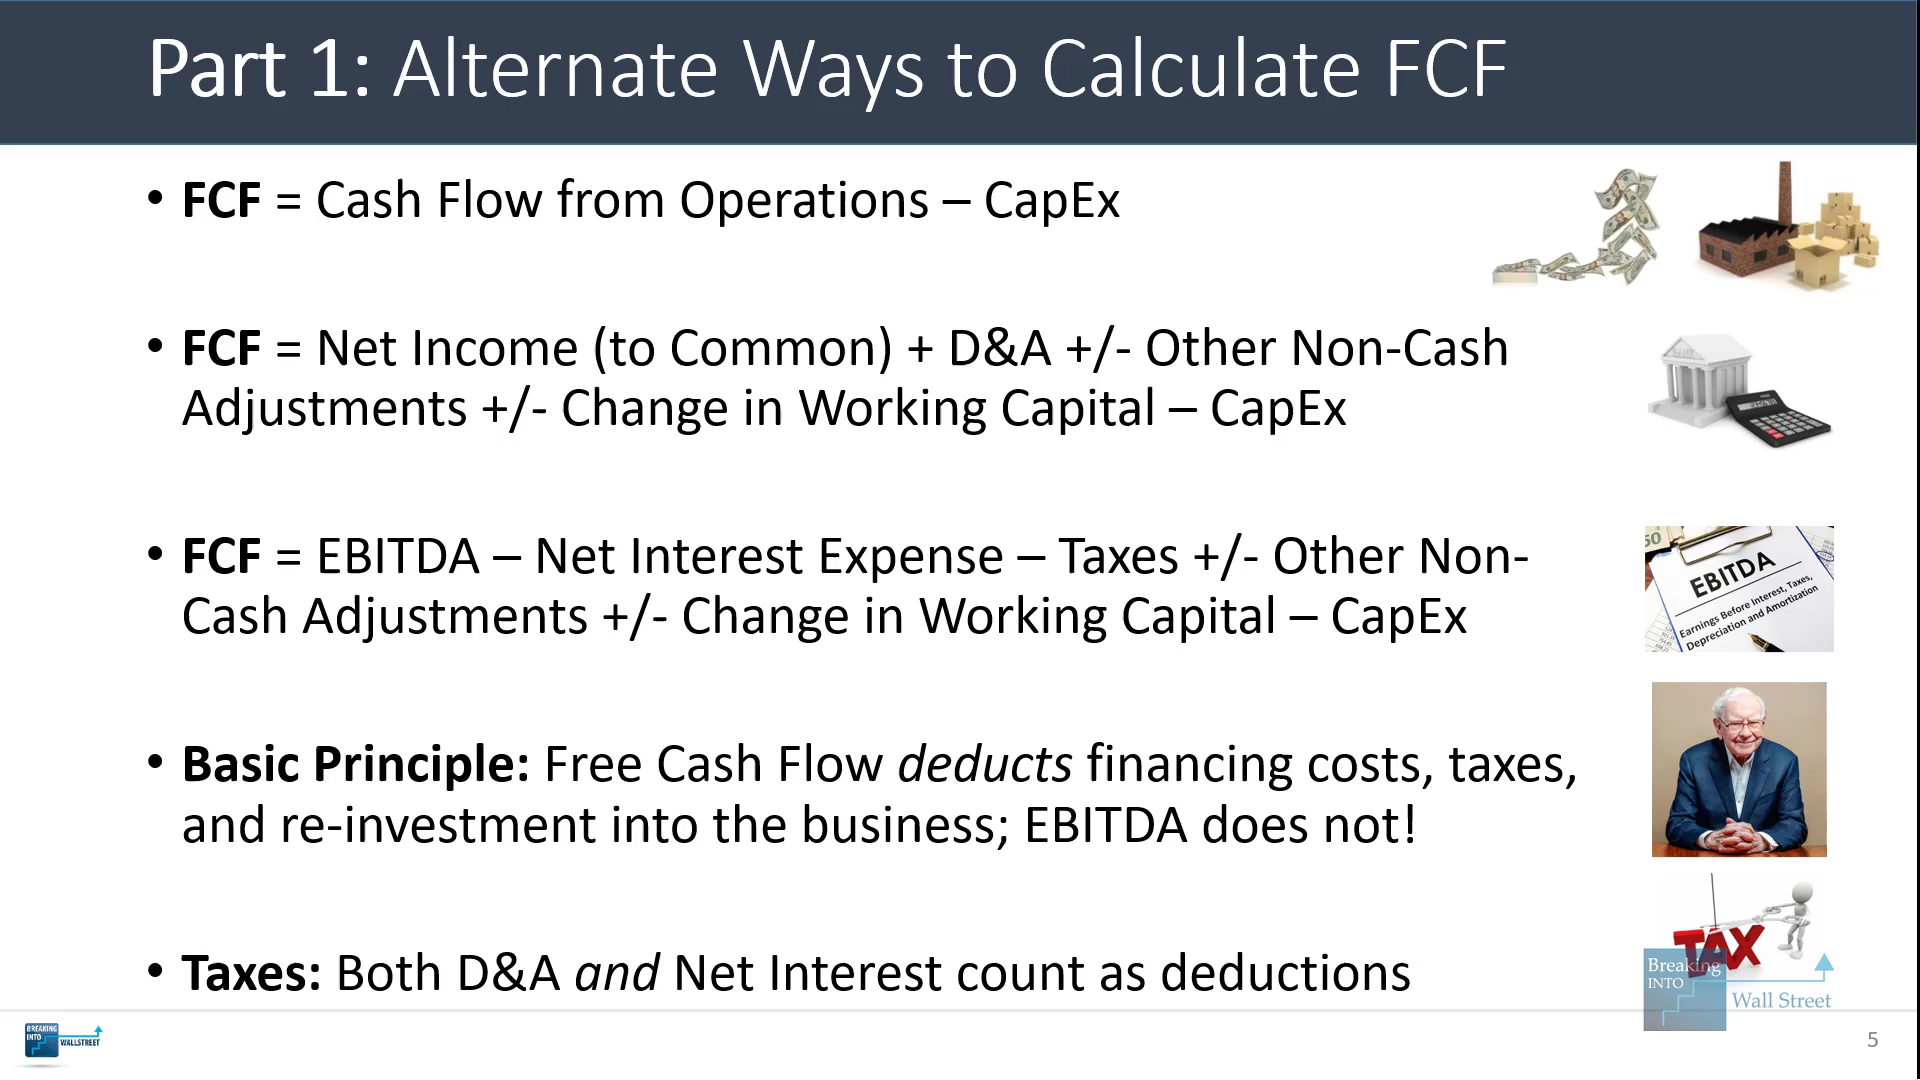 Part 1: Alternate Ways to Calculate FCF
• FCF = Cash Flow from Operations – CapEx
• FCF = Net Income (to Common) + D&A +/- Other Non-Cash
Adjustments +/- Change in Working Capital – CapEx
• FCF = EBITDA – Net Interest Expense – Taxes +/- Other Non-
Cash Adjustments +/- Change in Working Capital – CapEx
EBITDA
Earnings Before Interest, Taxes,
Depreciation and Amortization
• Basic Principle: Free Cash Flow deducts financing costs, taxes,
and re-investment into the business; EBITDA does not!
• Taxes: Both D&A and Net Interest count as deductions
TAX
Breaking
INTO
Wall Street
BREAKING
INTO
WALLSTREET
5